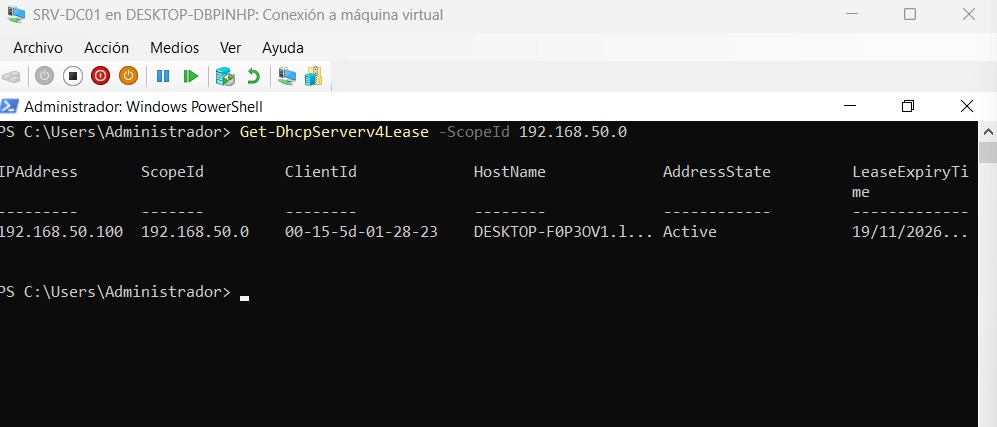 SRV-DC01 en DESKTOP-DBPINHP: Conexión a máquina virtual
Archivo Acción Medios Ver Ayuda
Administrador: Windows PowerShell
PS C:\Users\Administrador> Get-DhcpServerv4Lease -ScopeId 192.168.50.0
IPAddress ScopeId ClientId HostName AddressState LeaseExpiryTi
me
--------- ------- -------- -------- ------------ -------------
192.168.50.100 192.168.50.0 00-15-5d-01-28-23 DESKTOP-F0P3OV1.l... Active 19/11/2026...
PS C:\Users\Administrador>